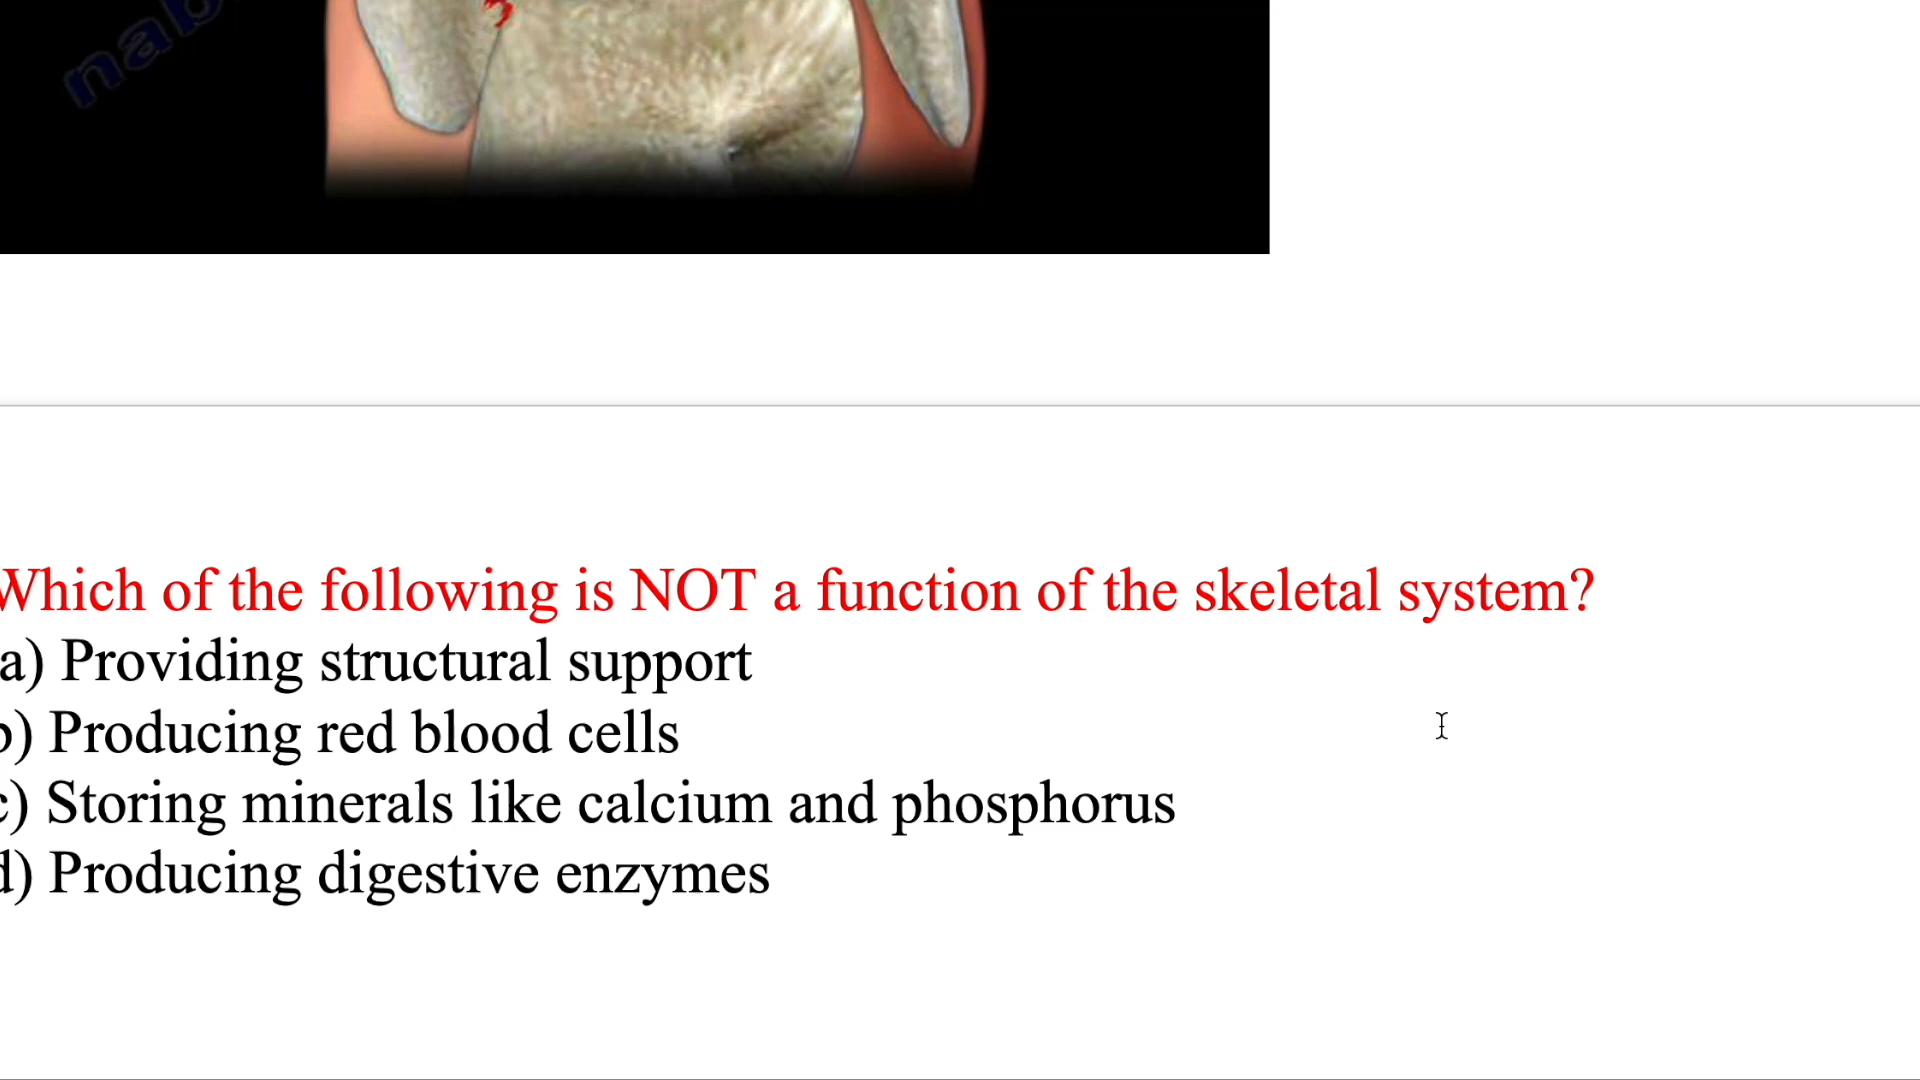 nab
Which of the following is NOT a function of the skeletal system?
a) Providing structural support
b) Producing red blood cells
c) Storing minerals like calcium and phosphorus
d) Producing digestive enzymes